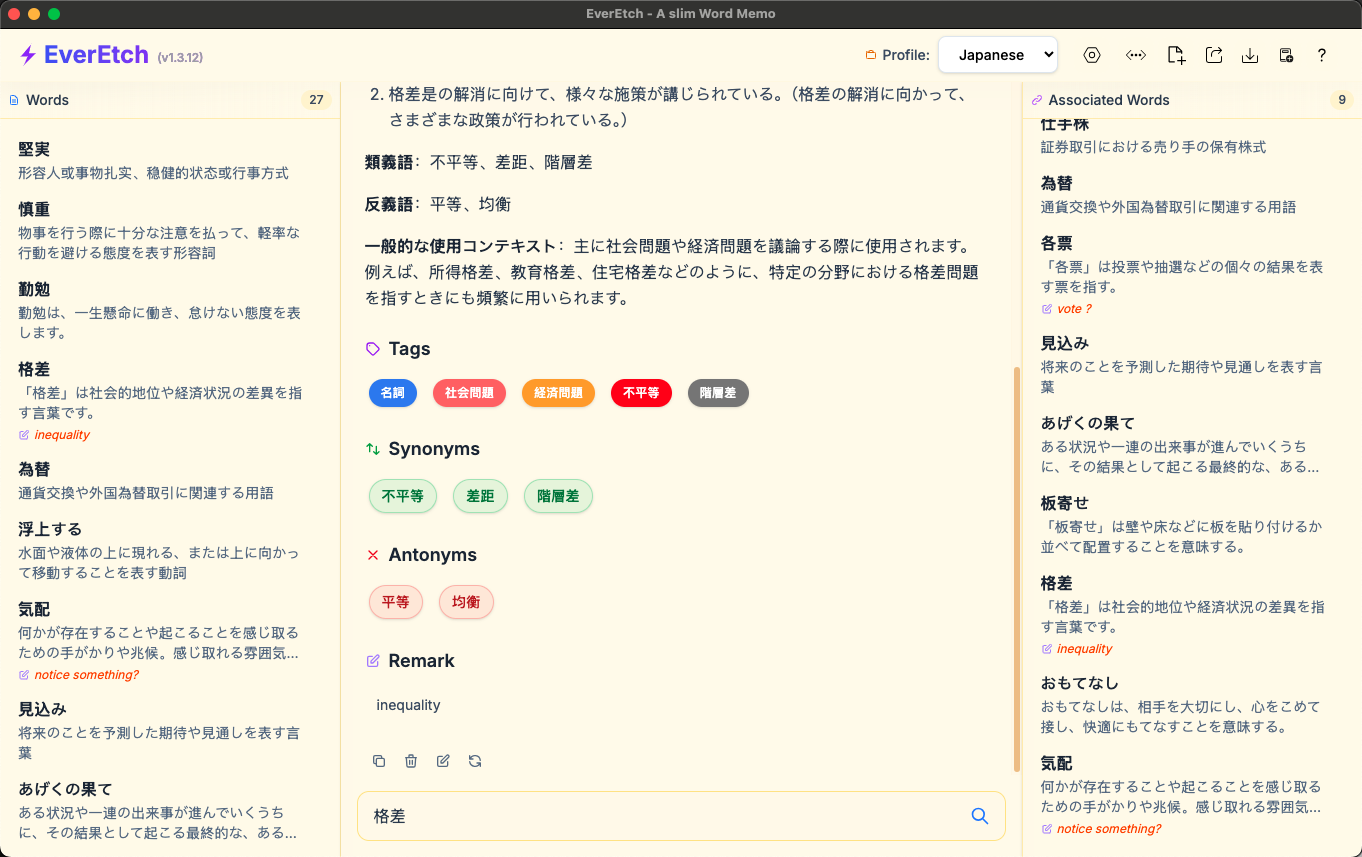 EverEtch - A slim Word Memo
EverEtch (v1.3.12)
Profile:
Japanese
?
Words
27
堅実
形容人或事物扎实、稳健的状态或行事方式
慎重
物事を行う際に十分な注意を払って、軽率な
行動を避ける態度を表す形容詞
勤勉
勤勉は、一生懸命に働き、怠けない態度を表
します。
格差
「格差」は社会的地位や経済状況の差異を指
す言葉です。
inequality
為替
通貨交換や外国為替取引に関連する用語
浮上する
水面や液体の上に現れる、または上に向かっ
て移動することを表す動詞
気配
何かが存在することや起こることを感じ取る
ための手がかりや兆候。感じ取れる雰囲気...
notice something?
見込み
将来のことを予測した期待や見通しを表す言
葉
あげくの果て
ある状況や一連の出来事が進んでいくうち
に、その結果として起こる最終的な、ある...
2. 格差是の解消に向けて、様々な施策が講じられている。（格差の解消に向かって、
さまざまな政策が行われている。）
類義語： 不平等、差距、階層差
反義語： 平等、均衡
一般的な使用コンテキスト： 主に社会問題や経済問題を議論する際に使用されます。
例えば、所得格差、教育格差、住宅格差などのように、特定の分野における格差問題
を指すときにも頻繁に用いられます。
Tags
名詞 社会問題 経済問題 不平等 階層差
Synonyms
不平等 差距 階層差
Antonyms
平等 均衡
Remark
inequality
格差
Associated Words
9
仕手株
証券取引における売り手の保有株式
為替
通貨交換や外国為替取引に関連する用語
各票
「各票」は投票や抽選などの個々の結果を表
す票を指す。
vote ?
見込み
将来のことを予測した期待や見通しを表す言
葉
あげくの果て
ある状況や一連の出来事が進んでいくうち
に、その結果として起こる最終的な、ある...
板寄せ
「板寄せ」は壁や床などに板を貼り付けるか
並べて配置することを意味する。
格差
「格差」は社会的地位や経済状況の差異を指
す言葉です。
inequality
おもてなし
おもてなしは、相手を大切にし、心をこめて
接し、快適にもてなすことを意味する。
気配
何かが存在することや起こることを感じ取る
ための手がかりや兆候。感じ取れる雰囲気...
notice something?